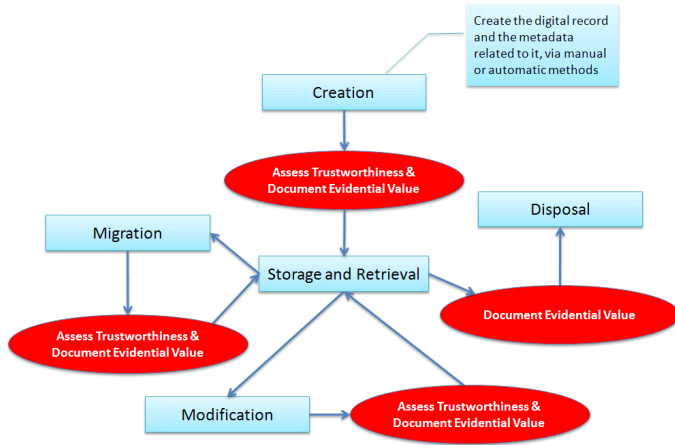 Create the digital record
and the metadata
related to it, via manual
or automatic methods
Creation
Assess Trustworthiness &
Document Evidential Value
Disposal
Migration
Storage and Retrieval
Document Evidential Value
Assess Trustworthiness &
Document Evidential Value
Modification
Assess Trustworthiness &
Document Evidential Value